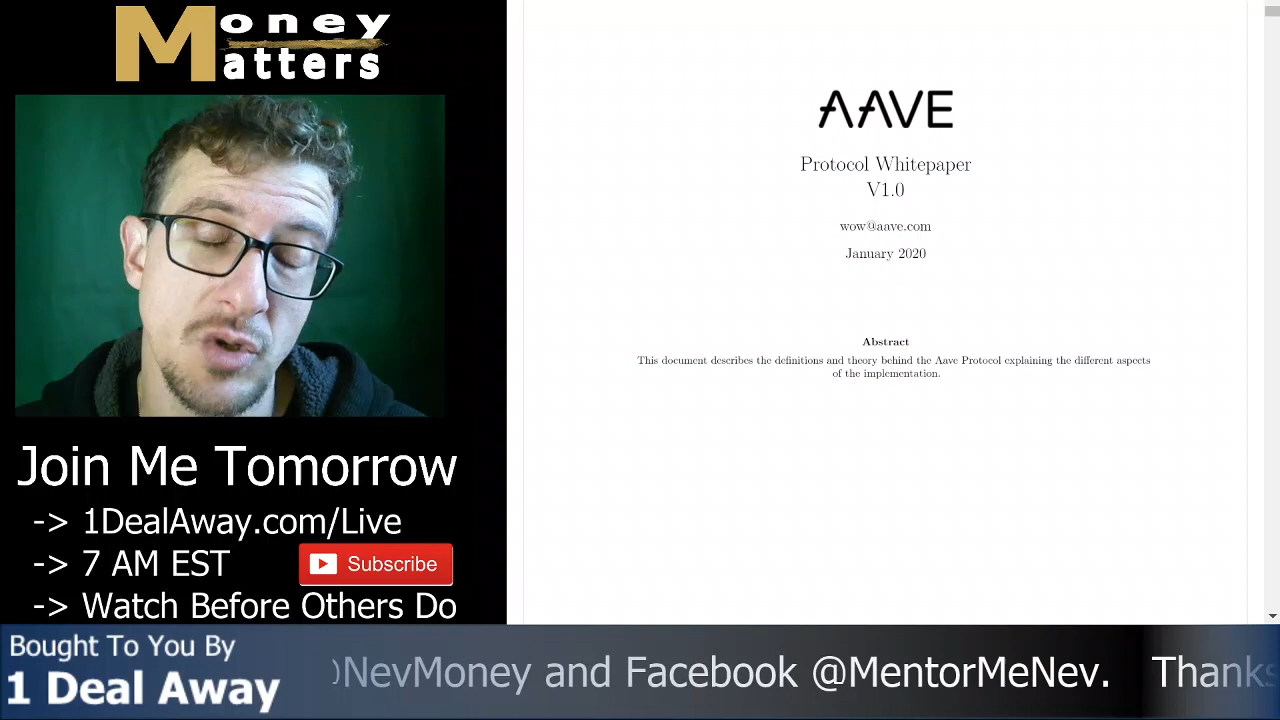 Money
Matters
Join Me Tomorrow
-> 1DealAway.com/Live
-> 7 AM EST
Subscribe
-> Watch Before Others Do
AAVE
Protocol Whitepaper
V1.0
wow@aave.com
January 2020
Abstract
This document describes the definitions and theory behind the Aave Protocol explaining the different aspects
of the implementation.
Bought To You By
1 Deal Away
NevMoney and Facebook @MentorMeNev. Thanks